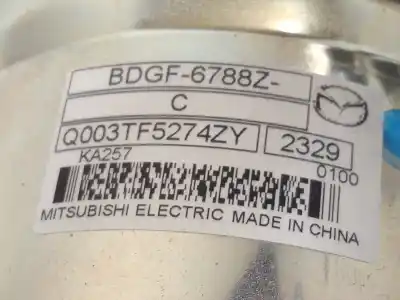 BDGF-6788Z-
C
Q003TF5274ZY 2329
KA257 0100
MITSUBISHI ELECTRIC MADE IN CHINA